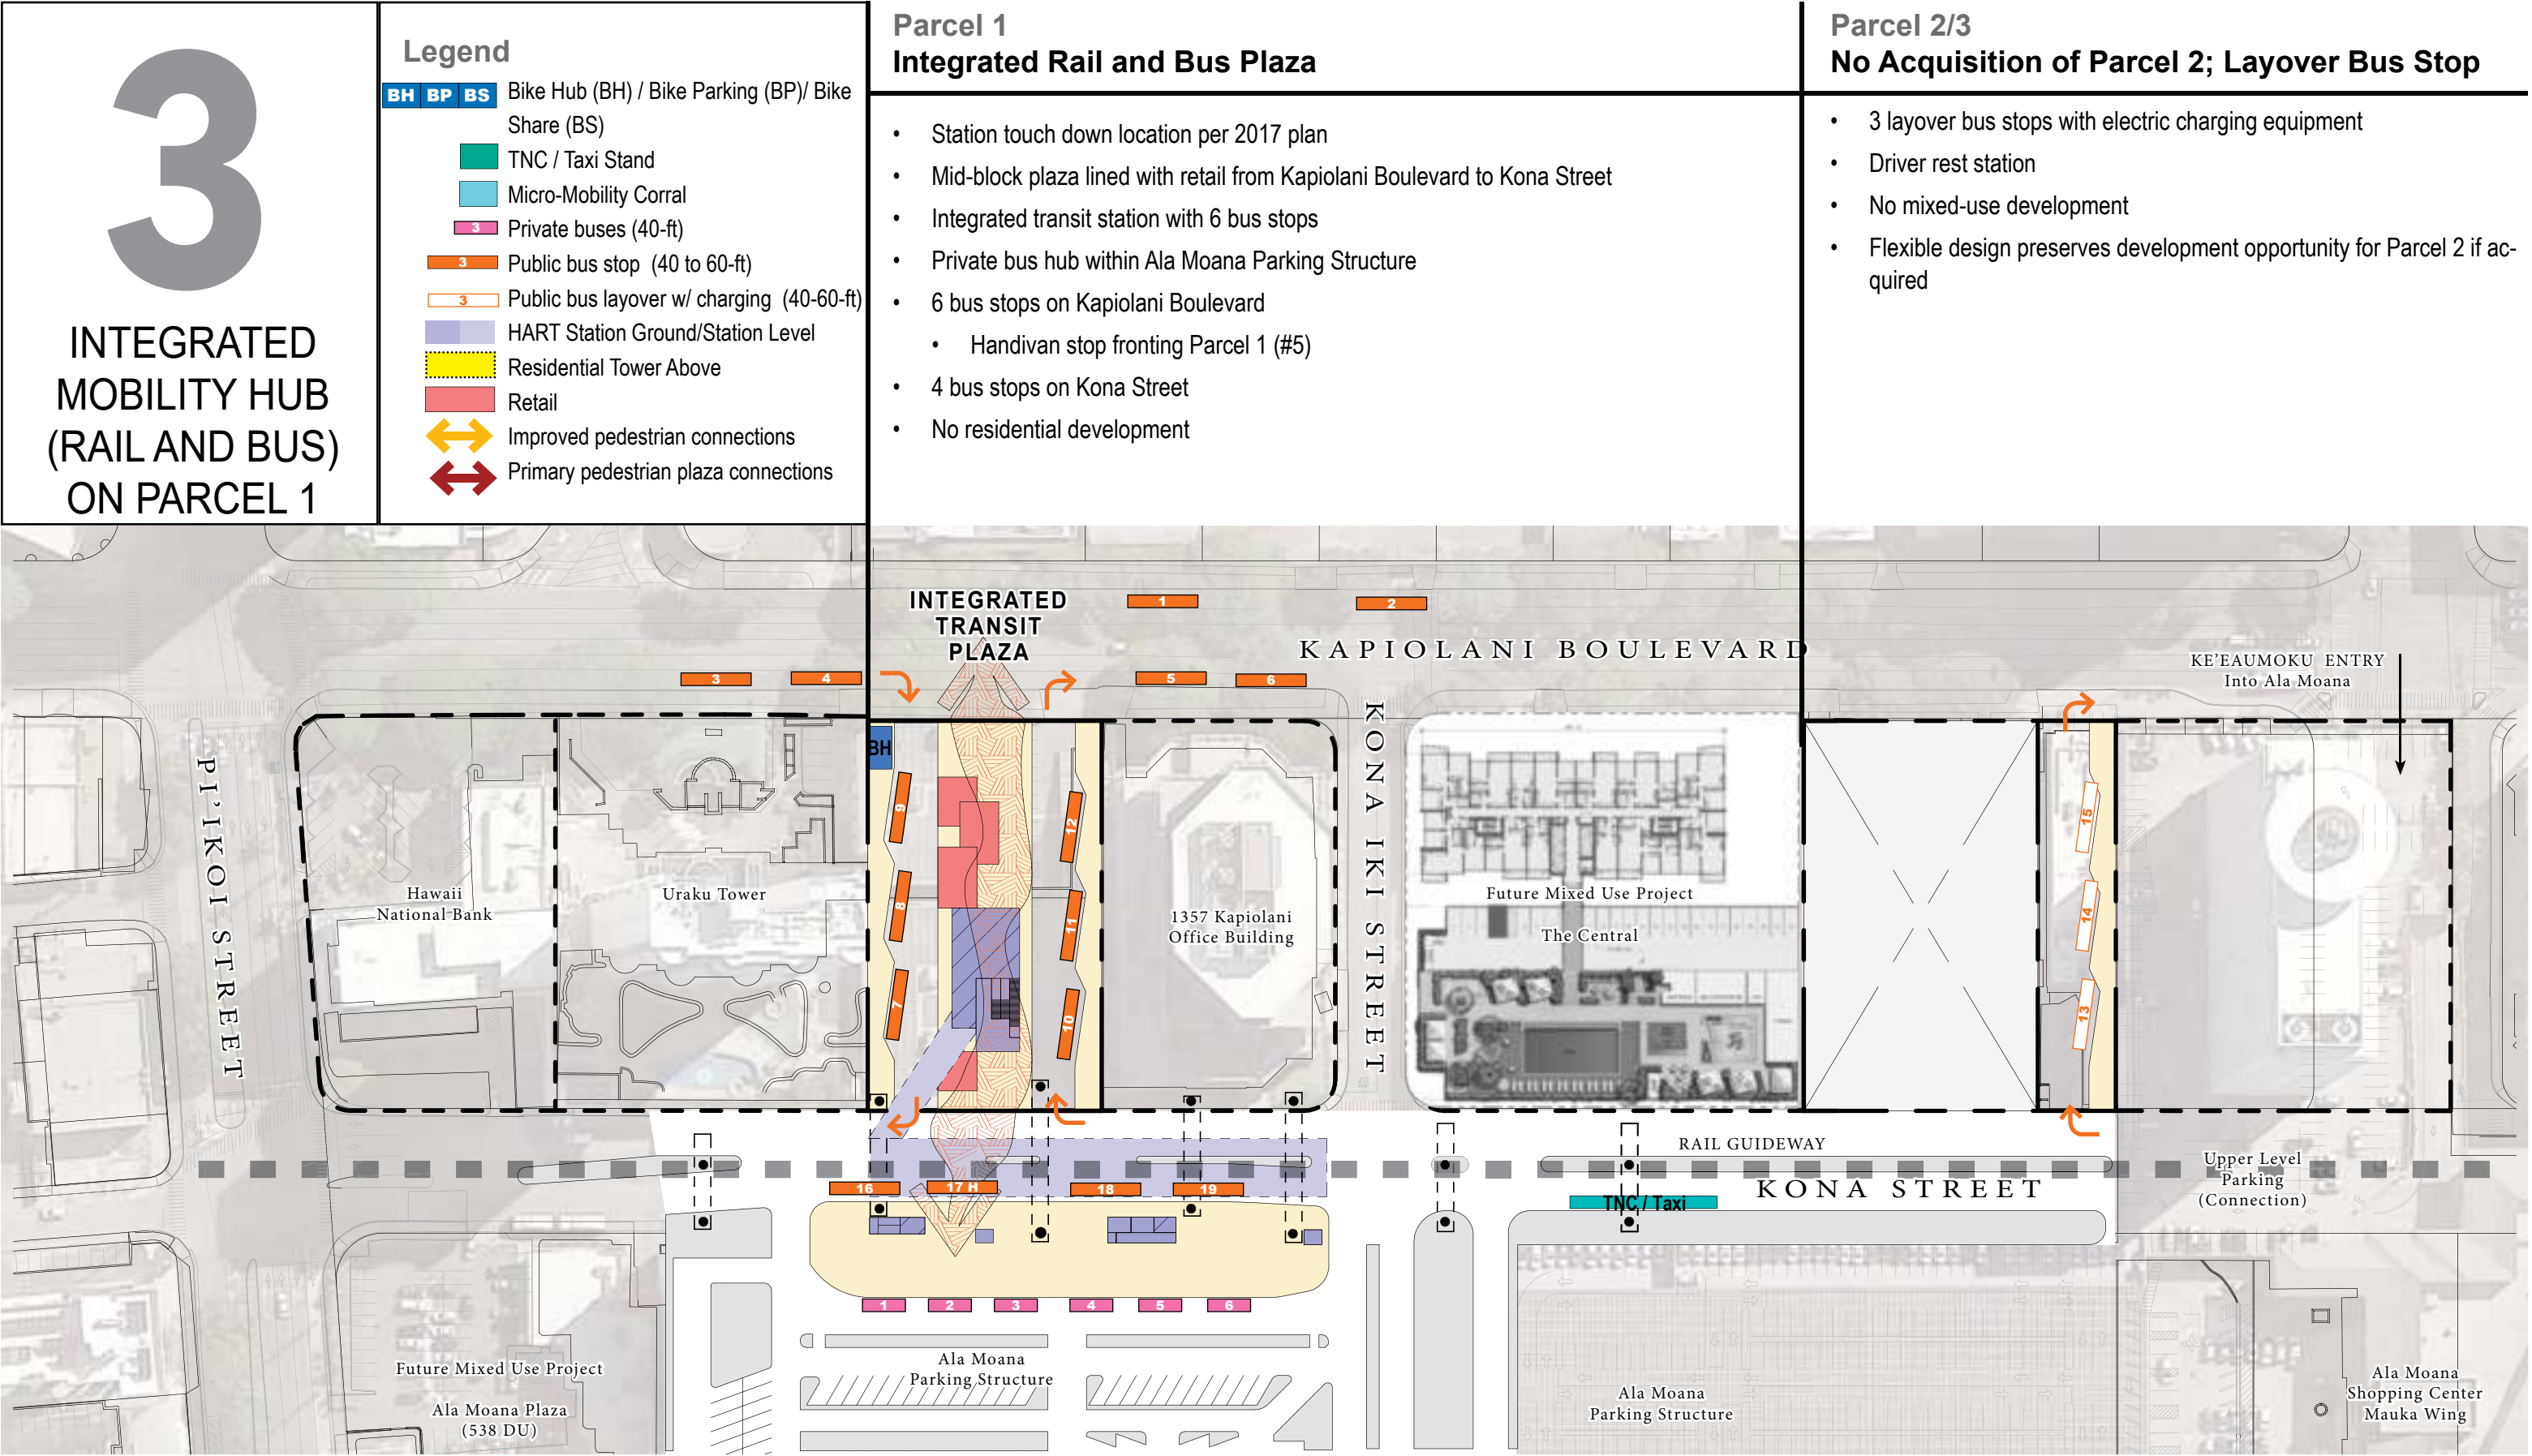 3
INTEGRATED
MOBILITY HUB
(RAIL AND BUS)
ON PARCEL 1
Legend
BH BP BS Bike Hub (BH) / Bike Parking (BP)/ Bike
Share (BS)
TNC / Taxi Stand
Micro-Mobility Corral
3 Private buses (40-ft)
3 Public bus stop (40 to 60-ft)
3 Public bus layover w/ charging (40-60-ft)
HART Station Ground/Station Level
Residential Tower Above
Retail
Improved pedestrian connections
Primary pedestrian plaza connections
Parcel 1
Integrated Rail and Bus Plaza
• Station touch down location per 2017 plan
• Mid-block plaza lined with retail from Kapiolani Boulevard to Kona Street
• Integrated transit station with 6 bus stops
• Private bus hub within Ala Moana Parking Structure
• 6 bus stops on Kapiolani Boulevard
• Handivan stop fronting Parcel 1 (#5)
• 4 bus stops on Kona Street
• No residential development
Parcel 2/3
No Acquisition of Parcel 2; Layover Bus Stop
• 3 layover bus stops with electric charging equipment
• Driver rest station
• No mixed-use development
• Flexible design preserves development opportunity for Parcel 2 if ac-
quired
INTEGRATED
TRANSIT
PLAZA
1
2
KAPIOLANI BOULEVARD
3
4
5
6
KE'EAUMOKU ENTRY
Into Ala Moana
PI'IKOI STREET
KONA IKI STREET
BH
9
8
7
12
11
10
15
14
13
Hawaii
National Bank
Uraku Tower
1357 Kapiolani
Office Building
Future Mixed Use Project
The Central
RAIL GUIDEWAY
KONA STREET
TNC / Taxi
Upper Level
Parking
(Connection)
16
17 H
18
19
1
2
3
4
5
6
Ala Moana
Parking Structure
Future Mixed Use Project
Ala Moana Plaza
(538 DU)
Ala Moana
Parking Structure
Ala Moana
Shopping Center
Mauka Wing